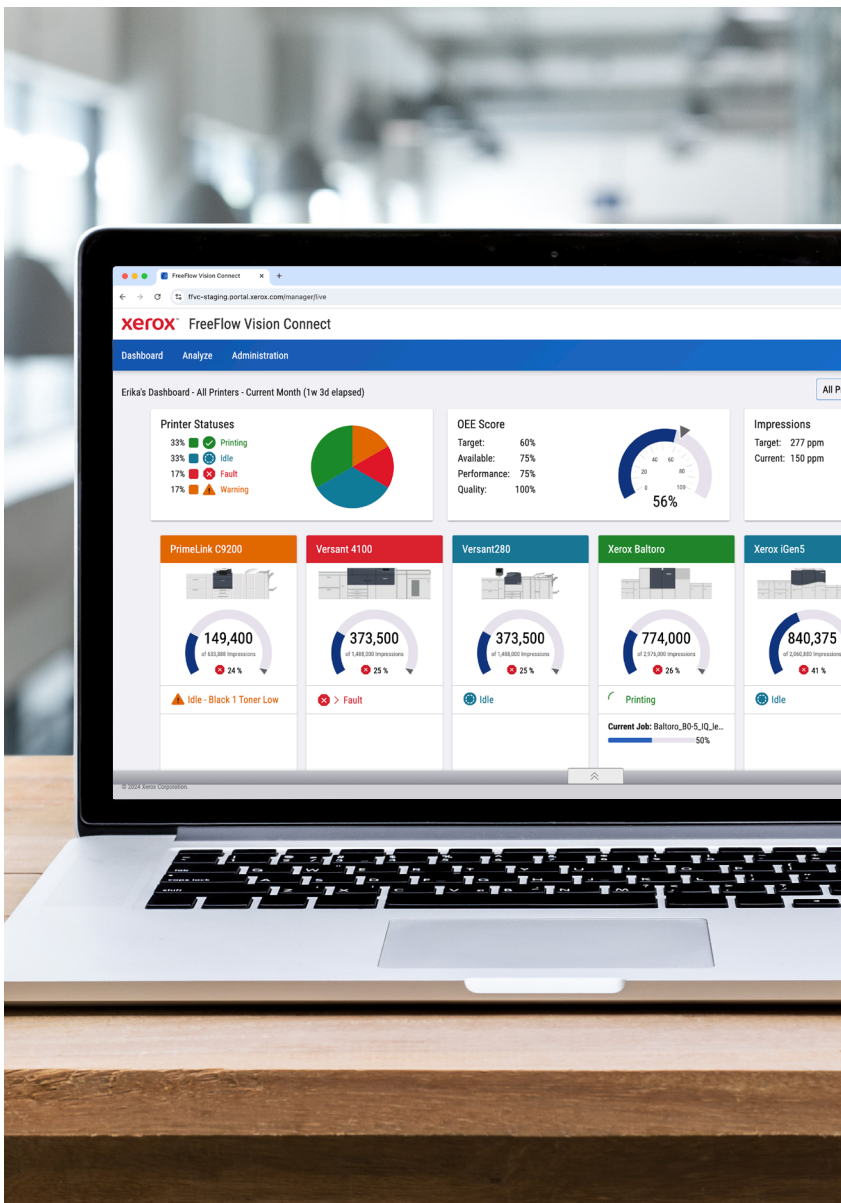 FreeFlow Vision Connect
ffvc-staging.portal.xerox.com/manager/live
xerox™ FreeFlow Vision Connect
Dashboard Analyze Administration
Erika's Dashboard - All Printers - Current Month (1w 3d elapsed)
All P
Printer Statuses
33% Printing
33% Idle
17% Fault
17% Warning
OEE Score
Target: 60%
Available: 75%
Performance: 75%
Quality: 100%
0 20 40 60 80 100
56%
Impressions
Target: 277 ppm
Current: 150 ppm
PrimeLink C9200
149,400
of 633,888 Impressions
24 %
Idle - Black 1 Toner Low
Versant 4100
373,500
of 1,488,000 Impressions
25 %
> Fault
Versant280
373,500
of 1,488,000 Impressions
25 %
Idle
Xerox Baltoro
774,000
of 2,976,000 Impressions
26 %
Printing
Current Job: Baltoro_B0-5_IQ_le...
50%
Xerox iGen5
840,375
of 2,060,880 Impressions
41 %
Idle
© 2024 Xerox Corporation.
tab
caps lock
shift